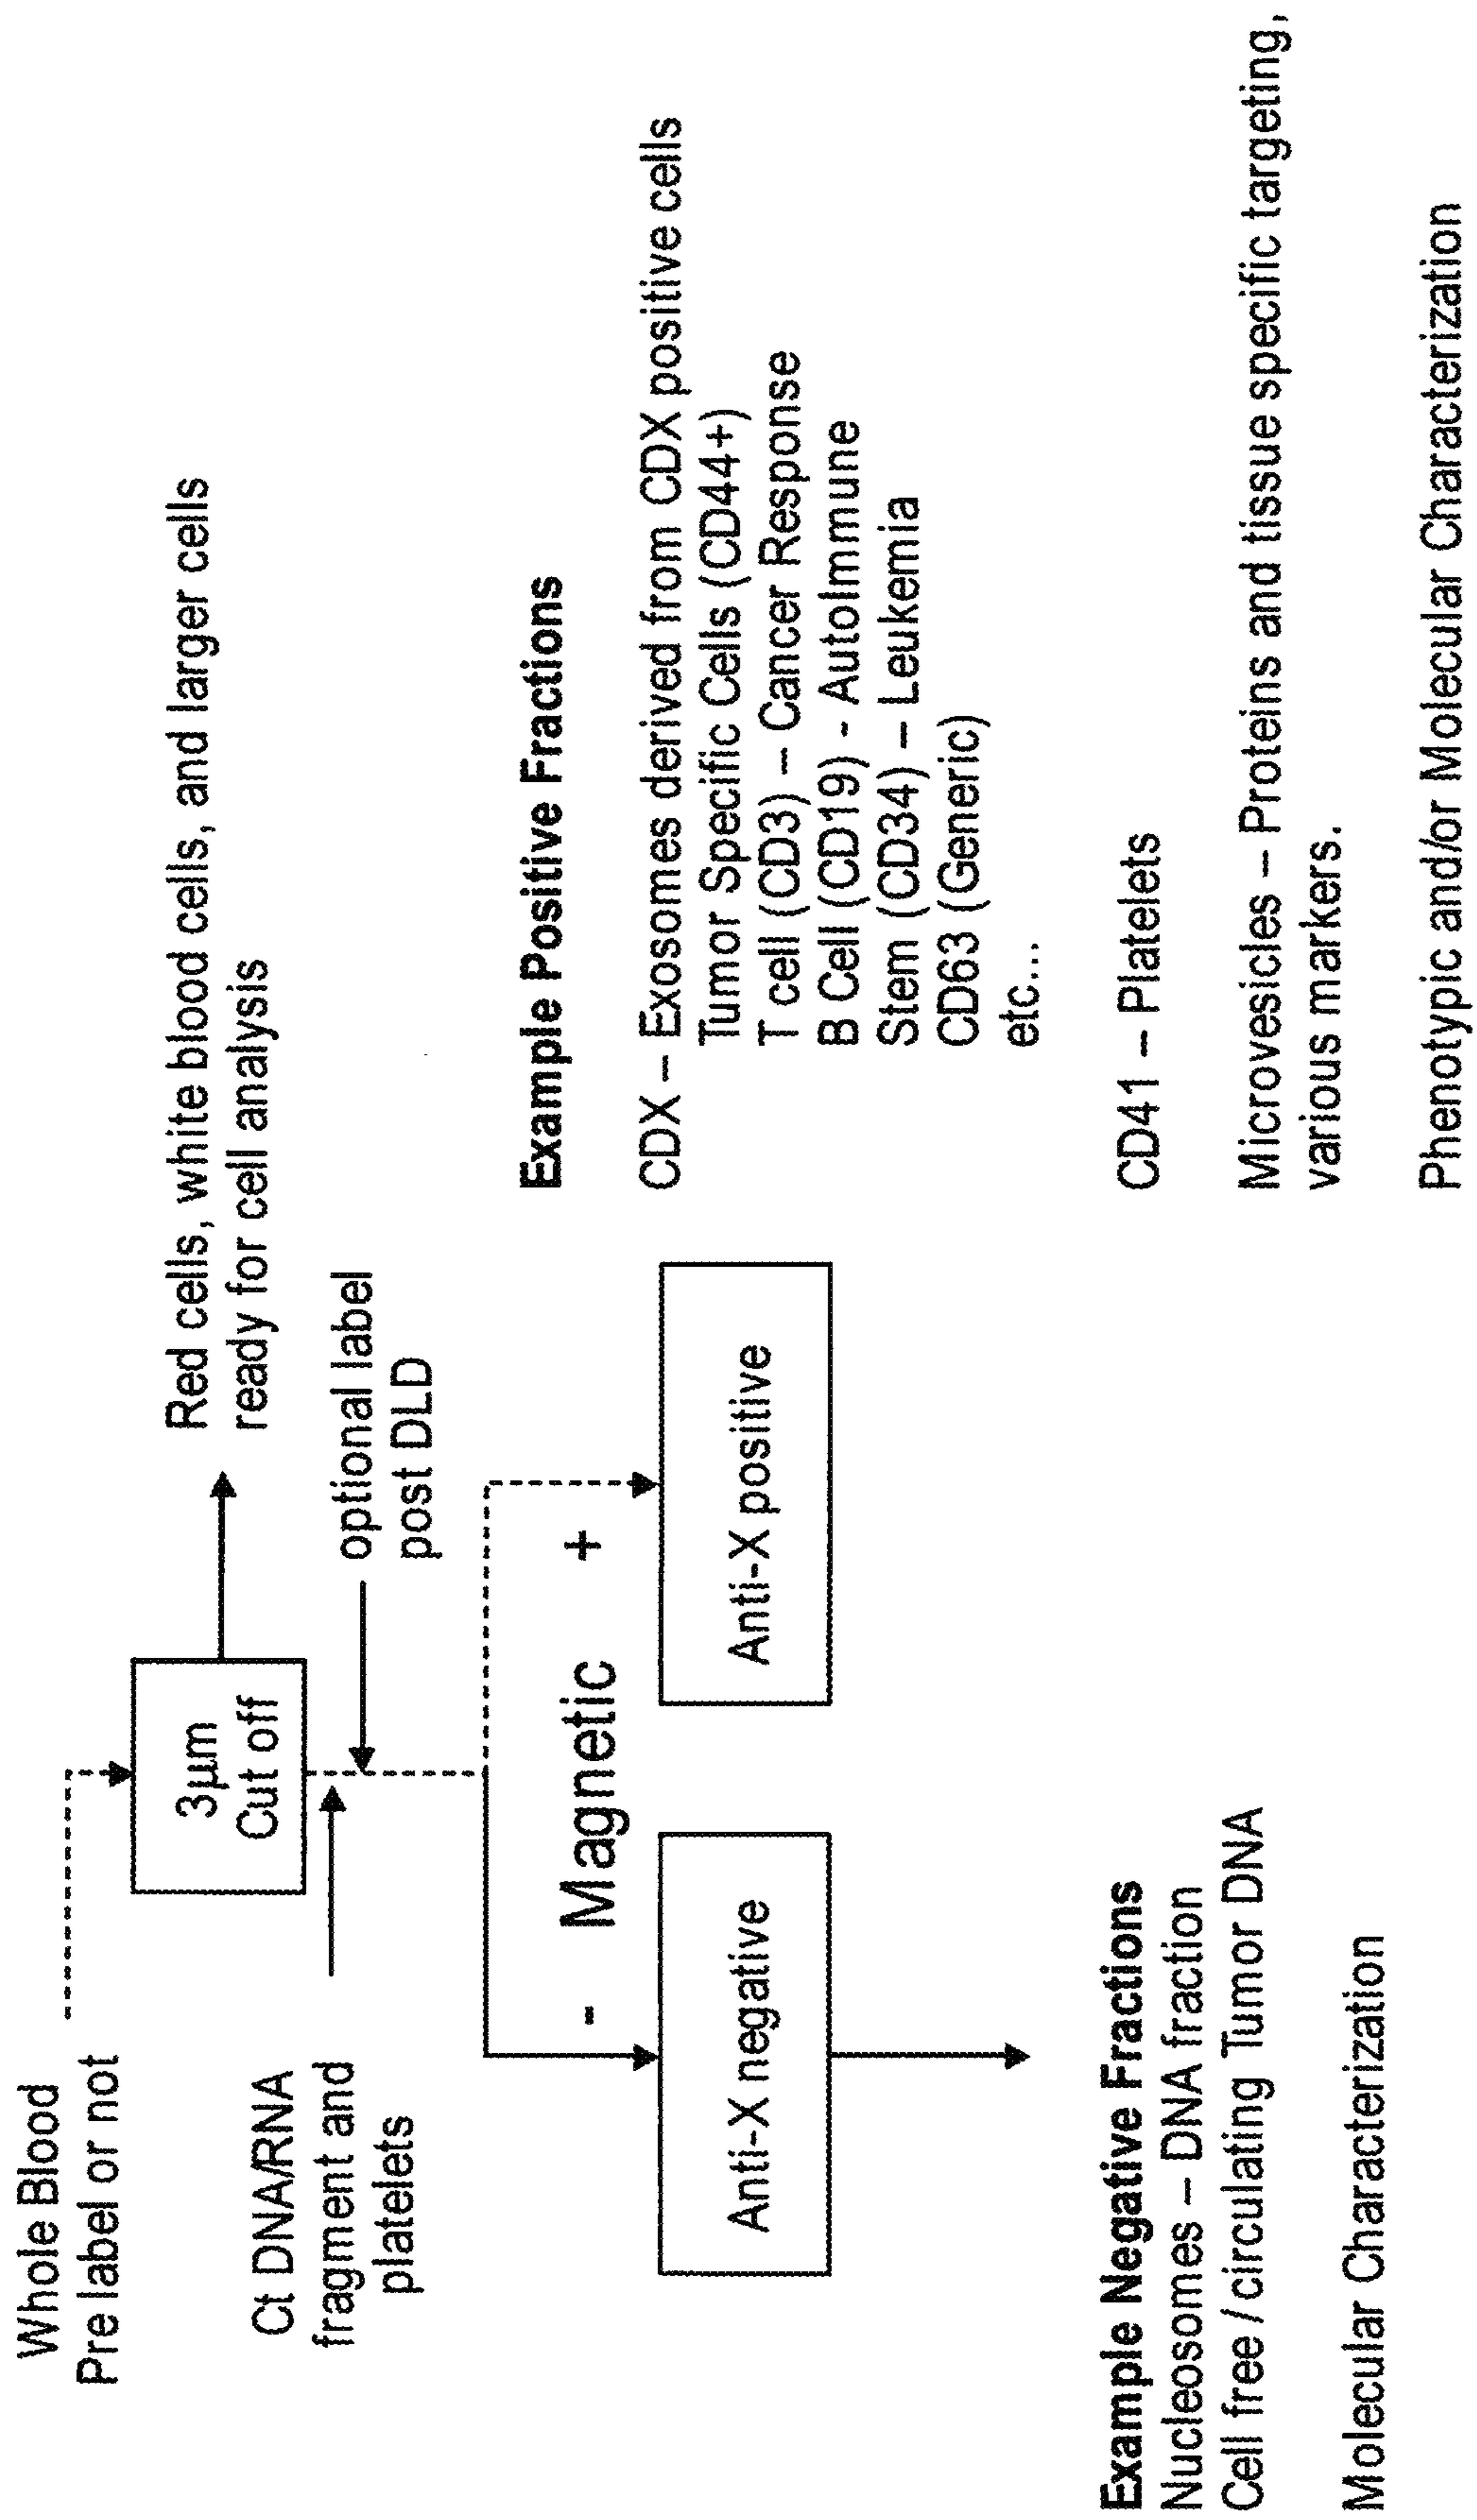 Whole Blood
Pre label or not
3µm
Cut off
Red cells, white blood cells, and larger cells
ready for cell analysis
Ct DNA/RNA
fragment and
platelets
optional label
post DLD
- Magnetic +
Anti-X negative
Anti-X positive
Example Positive Fractions
CDX – Exosomes derived from CDX positive cells
Tumor Specific Cells (CD44+)
T cell (CD3) – Cancer Response
B Cell (CD19) - AutoImmune
Stem (CD34) – Leukemia
CD63 (Generic)
etc...
CD41 – Platelets
Microvesicles – Proteins and tissue specific targeting,
various markers.
Phenotypic and/or Molecular Characterization
Example Negative Fractions
Nucleosomes – DNA fraction
Cell free / circulating Tumor DNA
Molecular Characterization